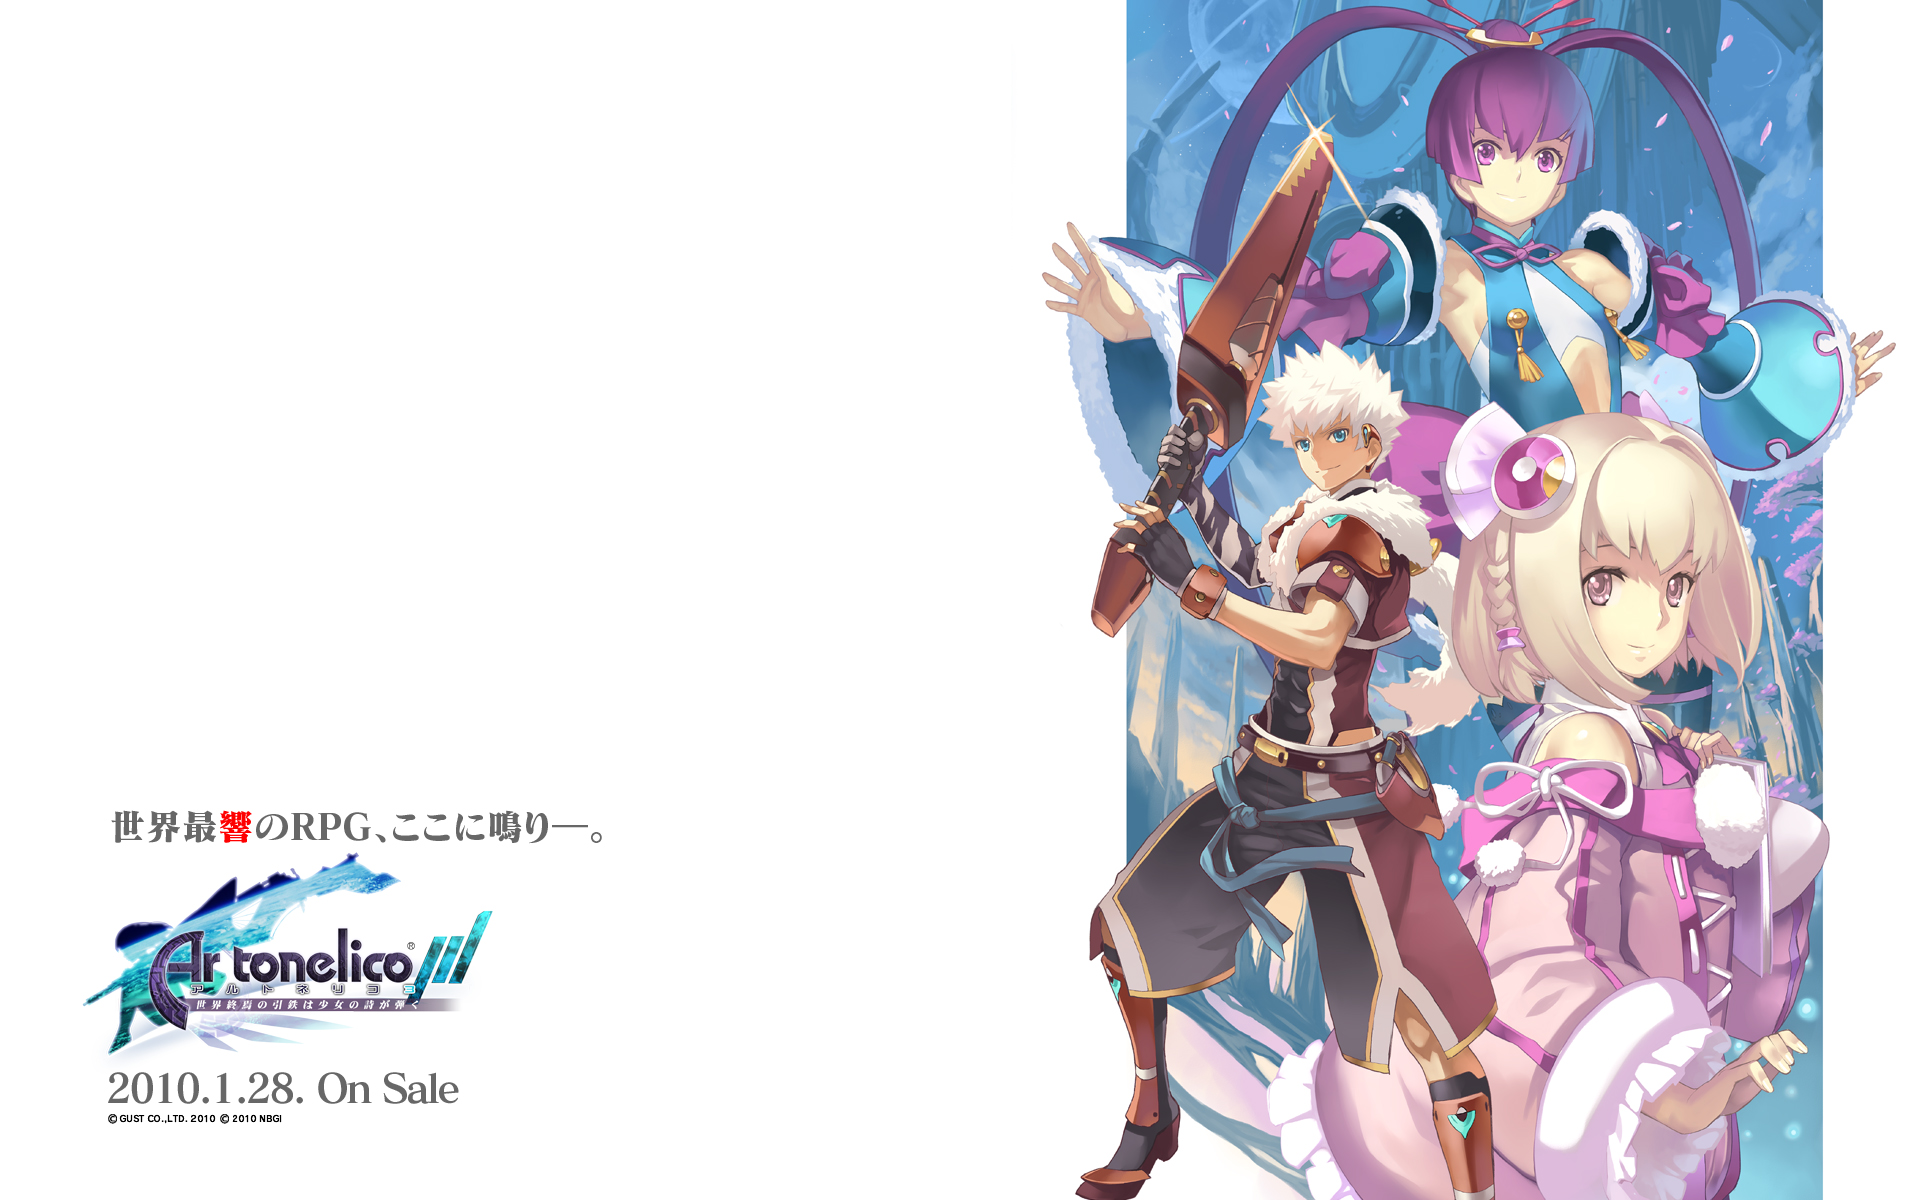 世界最響のRPG、ここに鳴り―。
Ar tonelico® III
アルトネリコ3
世界終焉の引鉄は少女の詩が弾く
2010.1.28. On Sale
© GUST CO.,LTD. 2010 © 2010 NBGI